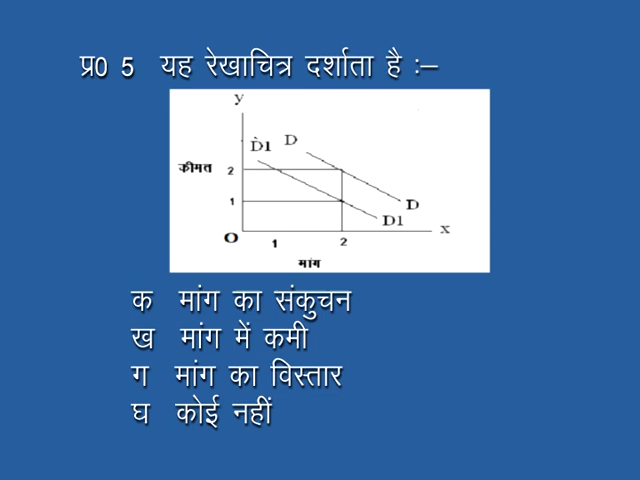 प्र0 5 यह रेखाचित्र दर्शाता है :–
y
D1 D
कीमत 2
1
D
D1
O 1 2 x
मांग
क मांग का संकुचन
ख मांग में कमी
ग मांग का विस्तार
घ कोई नहीं